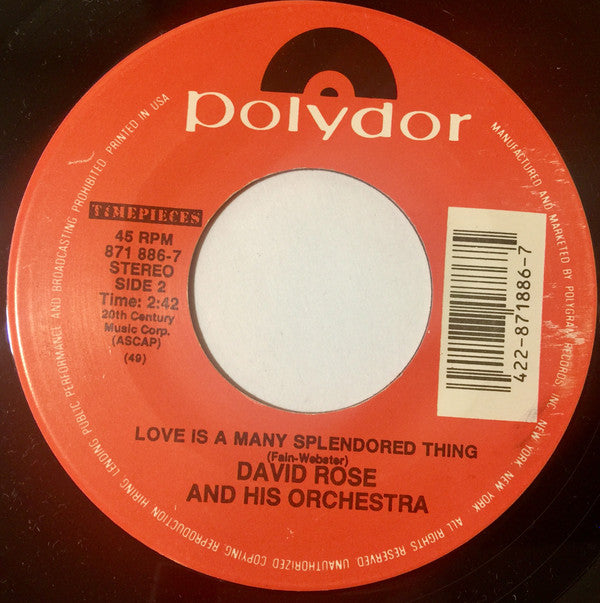 polydor
TIMEPIECES
45 RPM
871 886-7
STEREO
SIDE 2
Time: 2:42
20th Century
Music Corp.
(ASCAP)
(49)
422-871886-7
LOVE IS A MANY SPLENDORED THING
(Fain-Webster)
DAVID ROSE
AND HIS ORCHESTRA
MANUFACTURED AND MARKETED BY POLYGRAM RECORDS INC. NEW YORK, NEW YORK. ALL RIGHTS RESERVED. UNAUTHORIZED COPYING, REPRODUCTION HIRING, LENDING PUBLIC PERFORMANCE AND BROADCASTING PROHIBITED. PRINTED IN USA